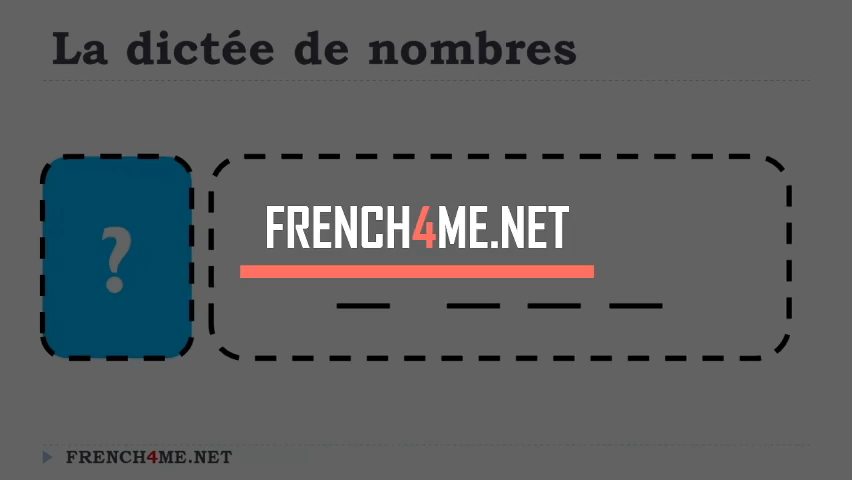 La dictée de nombres
?
FRENCH4ME.NET
FRENCH4ME.NET